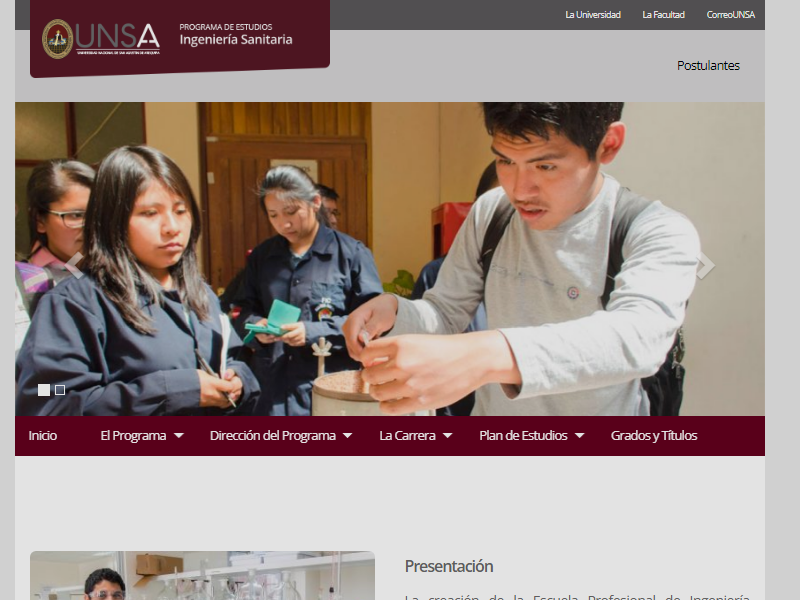 La Universidad
La Facultad
CorreoUNSA
UNSA
UNIVERSIDAD NACIONAL DE SAN AGUSTÍN DE AREQUIPA
PROGRAMA DE ESTUDIOS
Ingeniería Sanitaria
Postulantes
Inicio
El Programa
Dirección del Programa
La Carrera
Plan de Estudios
Grados y Títulos
Presentación
La creación de la Escuela Profesional de Ingeniería